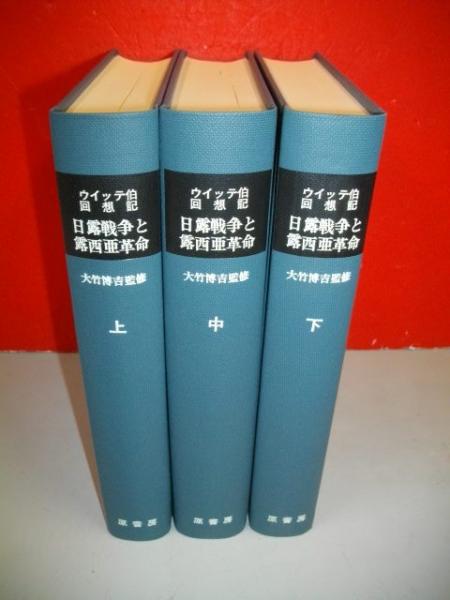 ウイッテ伯
回想記
日露戦争と
露西亜革命
大竹博吉監修
上
原書房
ウイッテ伯
回想記
日露戦争と
露西亜革命
大竹博吉監修
中
原書房
ウイッテ伯
回想記
日露戦争と
露西亜革命
大竹博吉監修
下
原書房